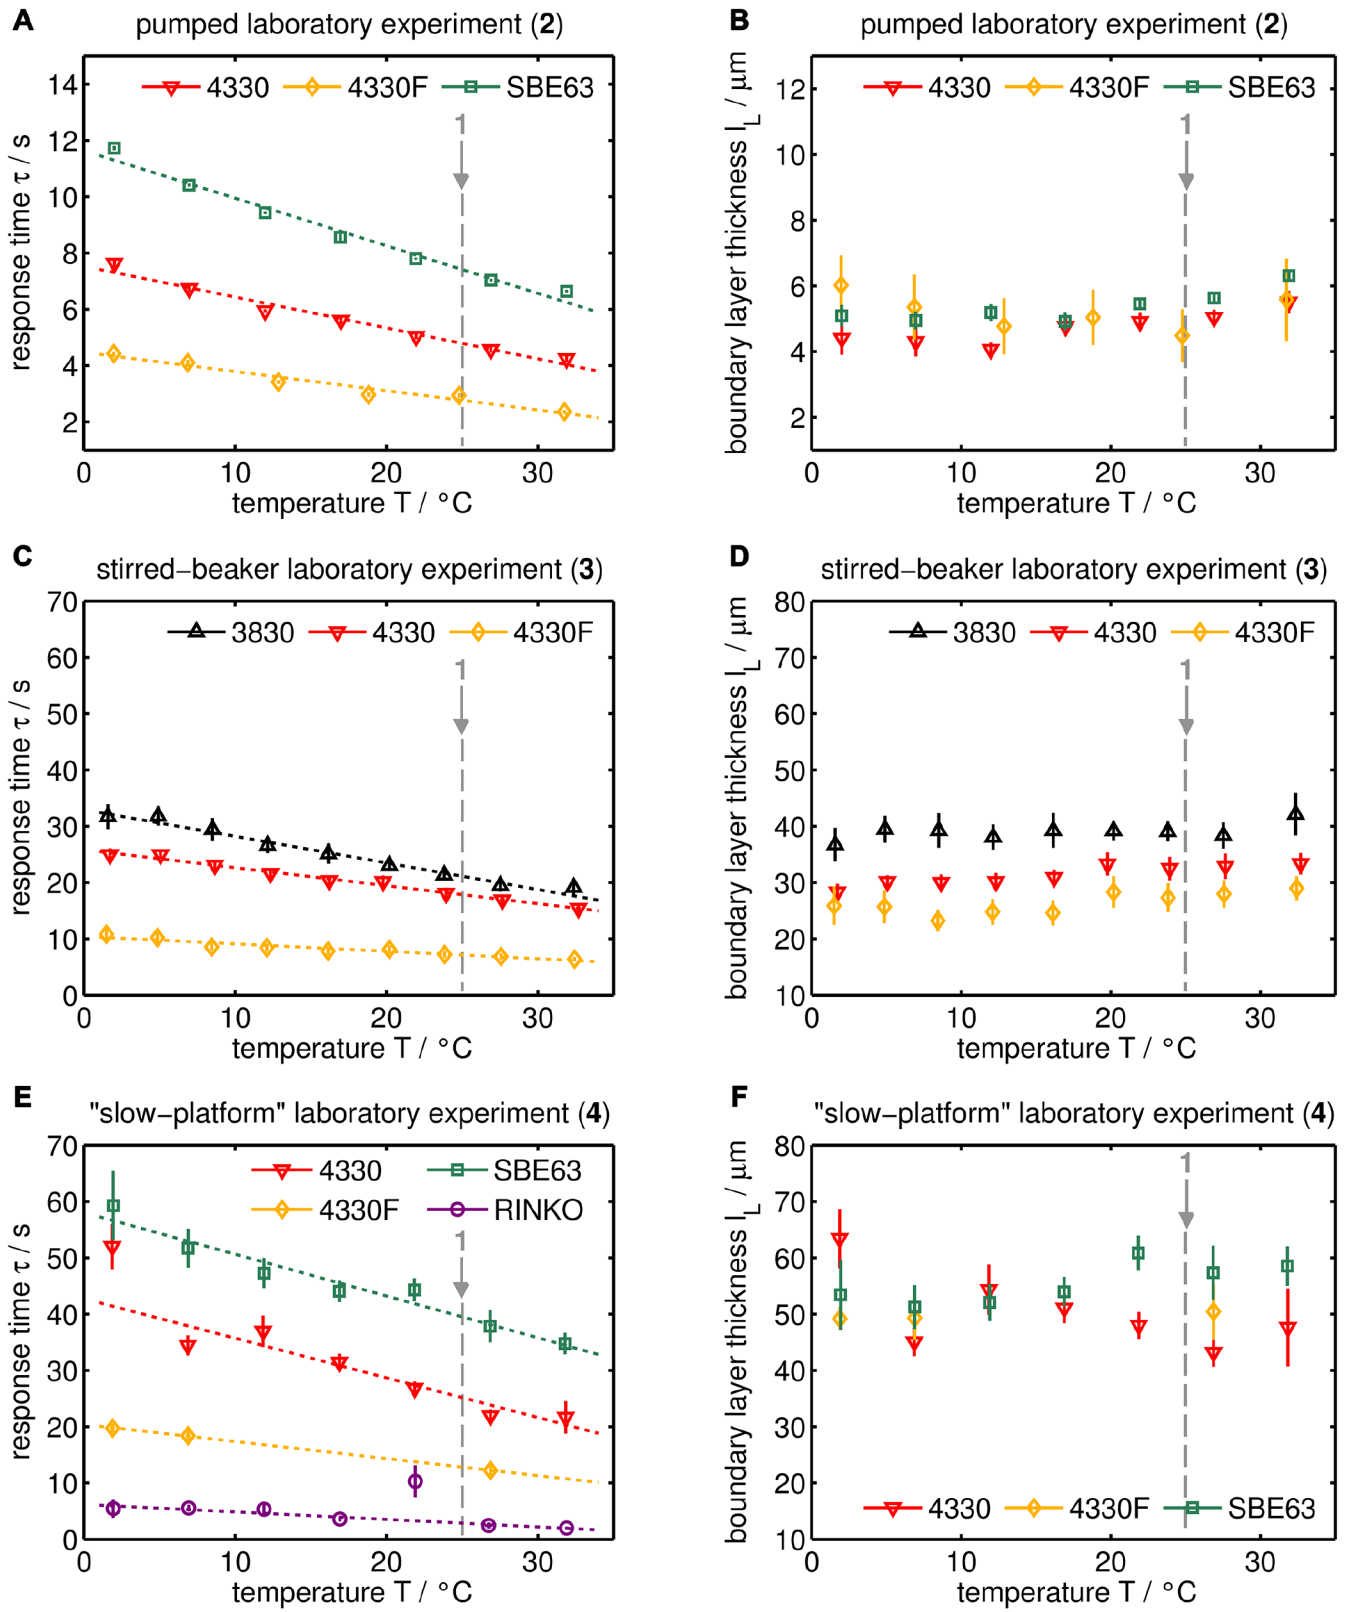 A
pumped laboratory experiment (2)
response time τ / s
14
12
10
8
6
4
2
4330
4330F
SBE63
1
0
10
20
30
temperature T / °C
B
pumped laboratory experiment (2)
boundary layer thickness l_L / μm
12
10
8
6
4
2
4330
4330F
SBE63
1
0
10
20
30
temperature T / °C
C
stirred−beaker laboratory experiment (3)
response time τ / s
70
60
50
40
30
20
10
0
3830
4330
4330F
1
0
10
20
30
temperature T / °C
D
stirred−beaker laboratory experiment (3)
boundary layer thickness l_L / μm
80
70
60
50
40
30
20
10
3830
4330
4330F
1
0
10
20
30
temperature T / °C
E
"slow−platform" laboratory experiment (4)
response time τ / s
70
60
50
40
30
20
10
0
4330
SBE63
4330F
RINKO
1
0
10
20
30
temperature T / °C
F
"slow−platform" laboratory experiment (4)
boundary layer thickness l_L / μm
80
70
60
50
40
30
20
10
1
4330
4330F
SBE63
0
10
20
30
temperature T / °C